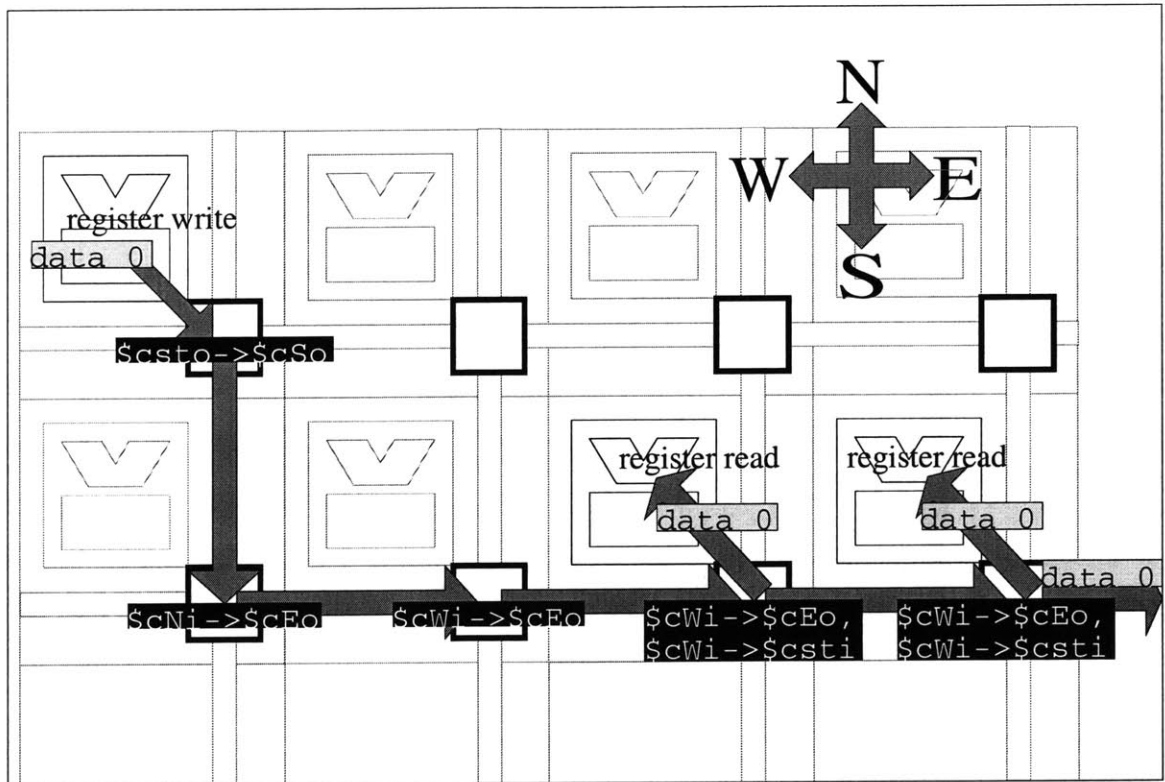 N
W E
register write
data 0
S
$csto->$cSo
register read
register read
data 0
data 0
data 0
$cNi->$cEo
$cWi->$cEo
$cWi->$cEo,
$cWi->$csti
$cWi->$cEo,
$cWi->$csti